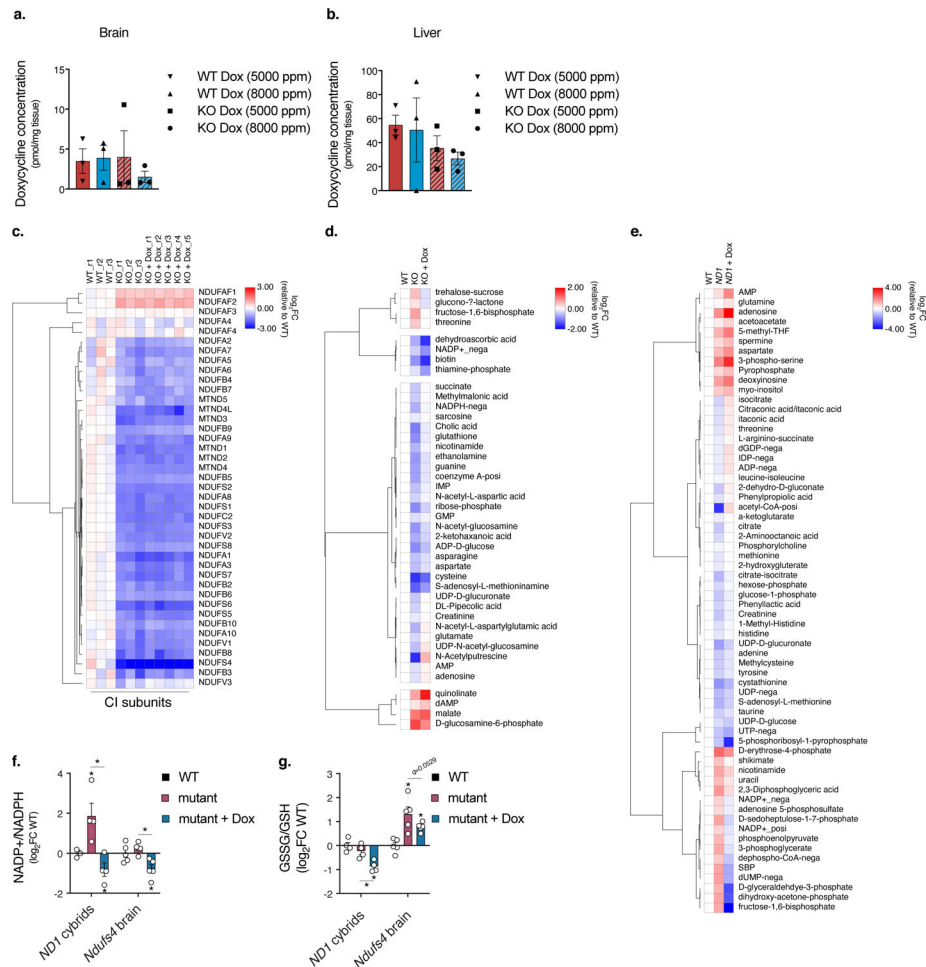 a.
Brain
Doxycycline concentration
(pmol/mg tissue)
15
10
5
0
WT Dox (5000 ppm)
WT Dox (8000 ppm)
KO Dox (5000 ppm)
KO Dox (8000 ppm)
b.
Liver
Doxycycline concentration
(pmol/mg tissue)
100
80
60
40
20
0
WT Dox (5000 ppm)
WT Dox (8000 ppm)
KO Dox (5000 ppm)
KO Dox (8000 ppm)
c.
WT_r1
WT_r2
WT_r3
KO_r1
KO_r2
KO_r3
KO + Dox_r1
KO + Dox_r2
KO + Dox_r3
KO + Dox_r4
KO + Dox_r5
3.00
0.00
-3.00
log2FC
(relative to WT)
NDUFAF1
NDUFAF2
NDUFAF3
NDUFA4
NDUFAF4
NDUFA2
NDUFA7
NDUFA5
NDUFA6
NDUFB4
NDUFB7
MTND5
MTND4L
MTND3
NDUFB9
NDUFA9
MTND1
MTND2
MTND4
NDUFB5
NDUFS2
NDUFA8
NDUFS1
NDUFC2
NDUFS3
NDUFV2
NDUFS8
NDUFA1
NDUFA3
NDUFS7
NDUFB2
NDUFB6
NDUFS6
NDUFS5
NDUFB10
NDUFA10
NDUFV1
NDUFB8
NDUFS4
NDUFB3
NDUFV3
CI subunits
d.
WT
KO
KO + Dox
2.00
0.00
-2.00
log2FC
(relative to WT)
trehalose-sucrose
glucono-?-lactone
fructose-1,6-bisphosphate
threonine
dehydroascorbic acid
NADP+_nega
biotin
thiamine-phosphate
succinate
Methylmalonic acid
NADPH-nega
sarcosine
Cholic acid
glutathione
nicotinamide
ethanolamine
guanine
coenzyme A-posi
IMP
N-acetyl-L-aspartic acid
ribose-phosphate
GMP
N-acetyl-glucosamine
2-ketohaxanoic acid
ADP-D-glucose
asparagine
aspartate
cysteine
S-adenosyl-L-methioninamine
UDP-D-glucuronate
DL-Pipecolic acid
Creatinine
N-acetyl-L-aspartylglutamic acid
glutamate
UDP-N-acetyl-glucosamine
N-Acetylputrescine
AMP
adenosine
quinolinate
dAMP
malate
D-glucosamine-6-phosphate
e.
WT
ND1
ND1 + Dox
4.00
0.00
-4.00
log2FC
(relative to WT)
AMP
glutamine
adenosine
acetoacetate
5-methyl-THF
spermine
aspartate
3-phospho-serine
Pyrophosphate
deoxyinosine
myo-inositol
isocitrate
Citraconic acid/itaconic acid
itaconic acid
threonine
L-arginino-succinate
dGDP-nega
IDP-nega
ADP-nega
leucine-isoleucine
2-dehydro-D-gluconate
Phenylpropiolic acid
acetyl-CoA-posi
a-ketoglutarate
citrate
2-Aminooctanoic acid
Phosphorylcholine
methionine
2-hydroxygluterate
citrate-isocitrate
hexose-phosphate
glucose-1-phosphate
Phenyllactic acid
Creatinine
1-Methyl-Histidine
histidine
UDP-D-glucuronate
adenine
Methylcysteine
tyrosine
cystathionine
UDP-nega
S-adenosyl-L-methionine
taurine
UDP-D-glucose
UTP-nega
5-phosphoribosyl-1-pyrophosphate
D-erythrose-4-phosphate
shikimate
nicotinamide
uracil
2,3-Diphosphoglyceric acid
NADP+_nega
adenosine 5-phosphosulfate
D-sedoheptulose-1-7-phosphate
NADP+_posi
phosphoenolpyruvate
3-phosphoglycerate
dephospho-CoA-nega
SBP
dUMP-nega
D-glyceraldehdye-3-phosphate
dihydroxy-acetone-phosphate
fructose-1,6-bisphosphate
f.
NADP+/NADPH
(log2FC WT)
4
2
0
-2
* * * * *
WT
mutant
mutant + Dox
ND1 cybrids
Ndufs4 brain
g.
GSSG/GSH
(log2FC WT)
4
3
2
1
0
-1
-2
q=0.0529
* * * *
WT
mutant
mutant + Dox
ND1 cybrids
Ndufs4 brain